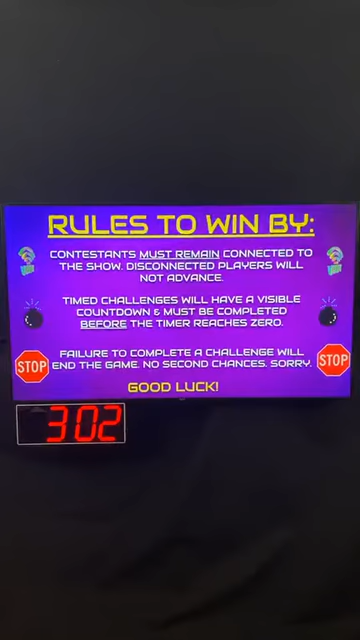 RULES TO WIN BY:
CONTESTANTS MUST REMAIN CONNECTED TO
THE SHOW. DISCONNECTED PLAYERS WILL
NOT ADVANCE.
TIMED CHALLENGES WILL HAVE A VISIBLE
COUNTDOWN & MUST BE COMPLETED
BEFORE THE TIMER REACHES ZERO.
STOP
FAILURE TO COMPLETE A CHALLENGE WILL
END THE GAME. NO SECOND CHANCES. SORRY.
STOP
GOOD LUCK!
302